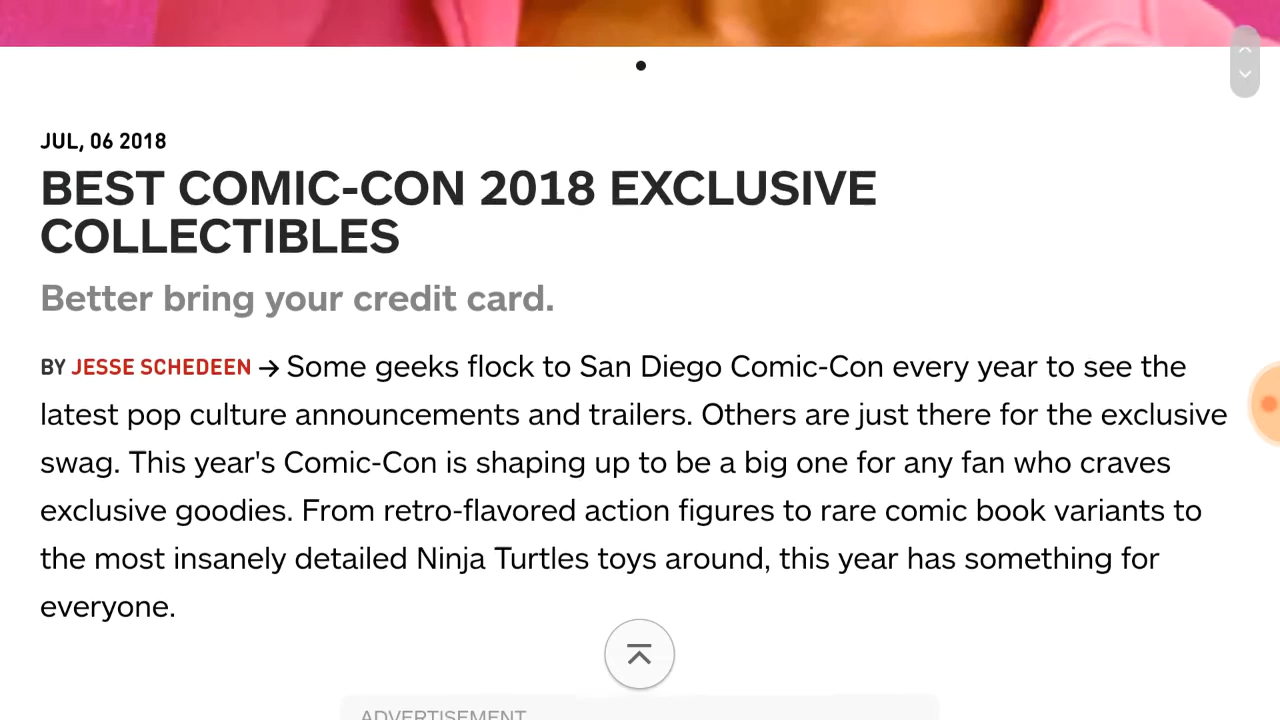 JUL, 06 2018
BEST COMIC-CON 2018 EXCLUSIVE
COLLECTIBLES
Better bring your credit card.
BY JESSE SCHEDEEN → Some geeks flock to San Diego Comic-Con every year to see the
latest pop culture announcements and trailers. Others are just there for the exclusive
swag. This year's Comic-Con is shaping up to be a big one for any fan who craves
exclusive goodies. From retro-flavored action figures to rare comic book variants to
the most insanely detailed Ninja Turtles toys around, this year has something for
everyone.
ADVERTISEMENT